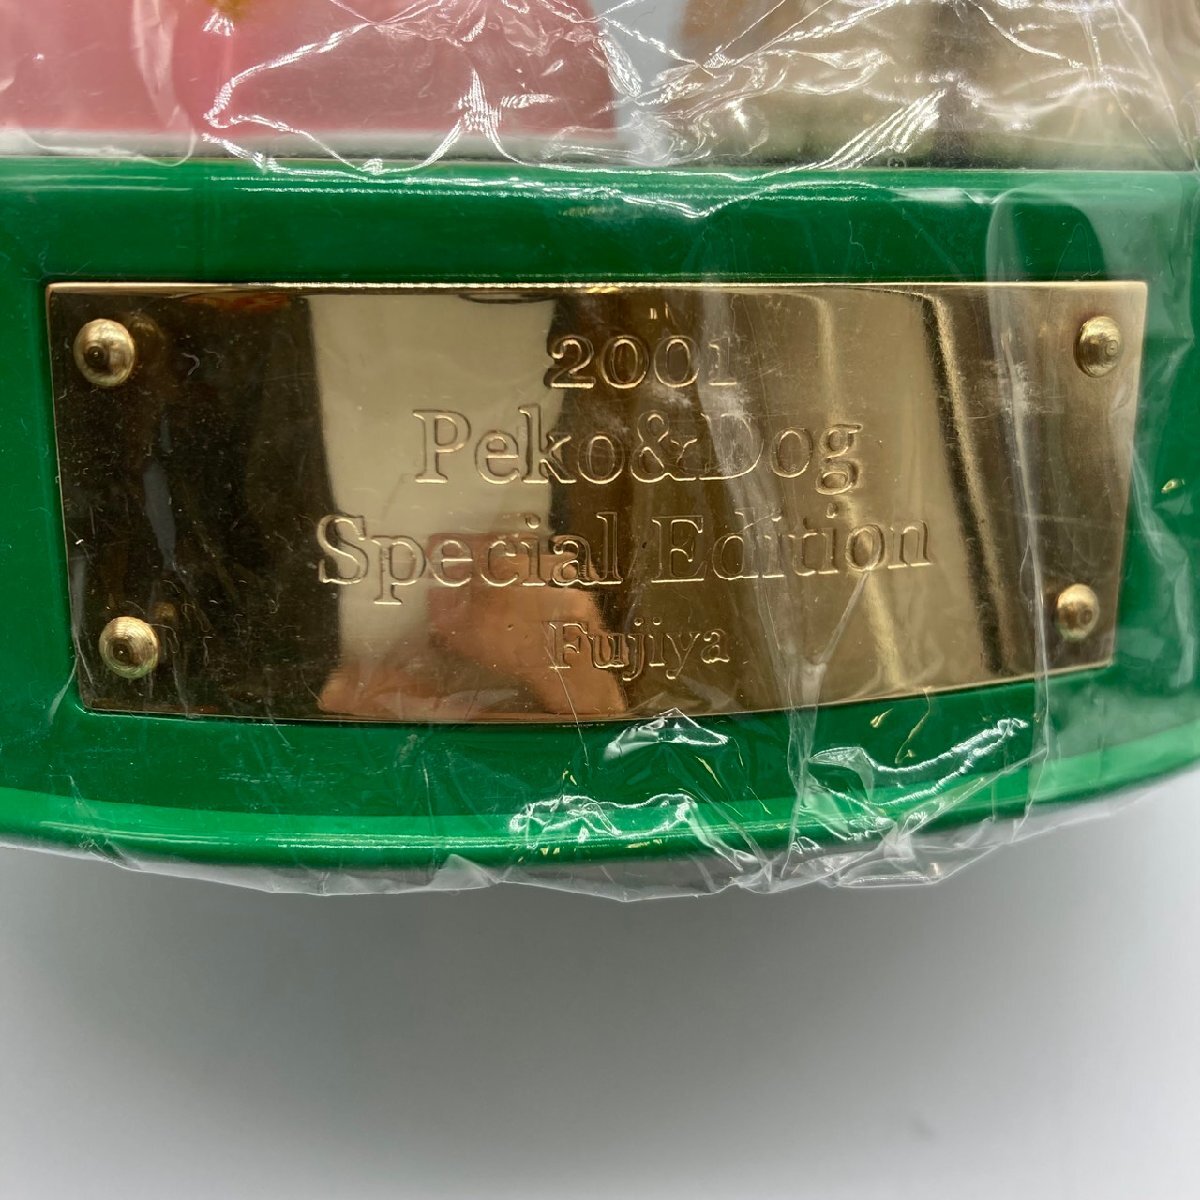 2001
Peko&Dog
Special Edition
Fujiya